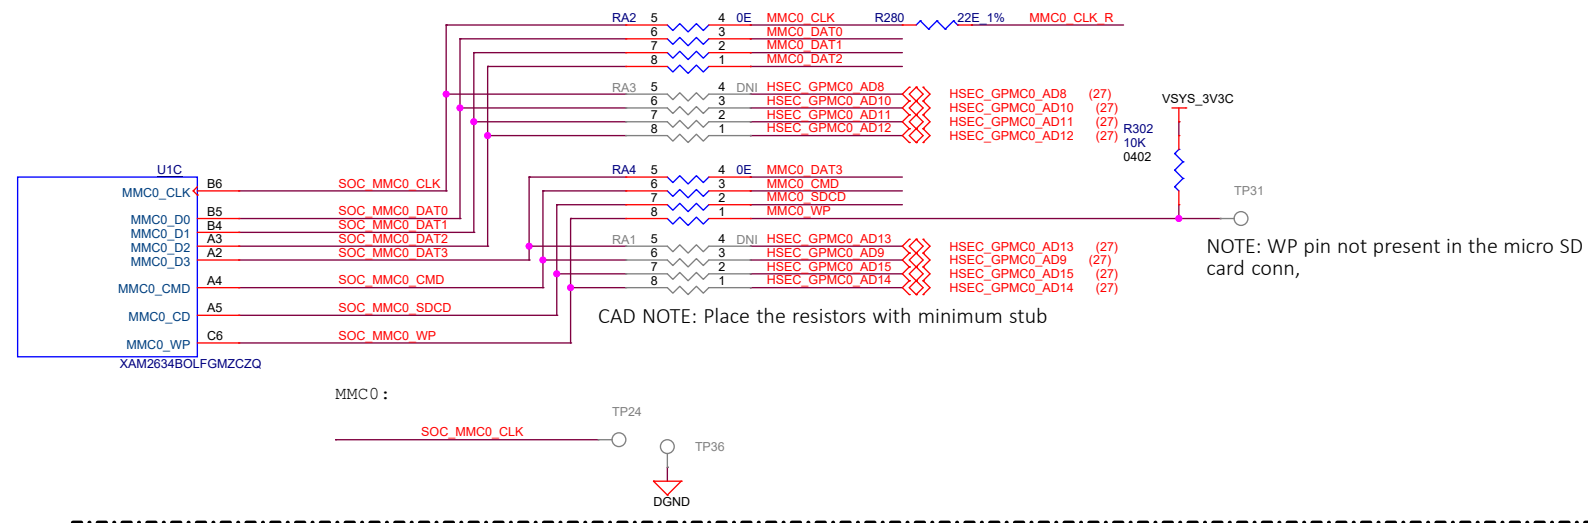 RA2 5 4 0E MMC0_CLK R280 22E_1% MMC0_CLK_R
6 3 MMC0_DAT0
7 2 MMC0_DAT1
8 1 MMC0_DAT2
RA3 5 4 DNI HSEC_GPMC0_AD8 HSEC_GPMC0_AD8 (27)
6 3 HSEC_GPMC0_AD10 HSEC_GPMC0_AD10 (27)
7 2 HSEC_GPMC0_AD11 HSEC_GPMC0_AD11 (27)
8 1 HSEC_GPMC0_AD12 HSEC_GPMC0_AD12 (27)
VSYS_3V3C
R302
10K
0402
U1C
RA4 5 4 0E MMC0_DAT3
6 3 MMC0_CMD
7 2 MMC0_SDCD
8 1 MMC0_WP
TP31
MMC0_CLK B6 SOC_MMC0_CLK
MMC0_D0 B5 SOC_MMC0_DAT0
MMC0_D1 B4 SOC_MMC0_DAT1
MMC0_D2 A3 SOC_MMC0_DAT2
MMC0_D3 A2 SOC_MMC0_DAT3
MMC0_CMD A4 SOC_MMC0_CMD
MMC0_CD A5 SOC_MMC0_SDCD
MMC0_WP C6 SOC_MMC0_WP
XAM2634BOLFGMZCZQ
RA1 5 4 DNI HSEC_GPMC0_AD13 HSEC_GPMC0_AD13 (27)
6 3 HSEC_GPMC0_AD9 HSEC_GPMC0_AD9 (27)
7 2 HSEC_GPMC0_AD15 HSEC_GPMC0_AD15 (27)
8 1 HSEC_GPMC0_AD14 HSEC_GPMC0_AD14 (27)
NOTE: WP pin not present in the micro SD
card conn,
CAD NOTE: Place the resistors with minimum stub
MMC0:
SOC_MMC0_CLK TP24
TP36
DGND